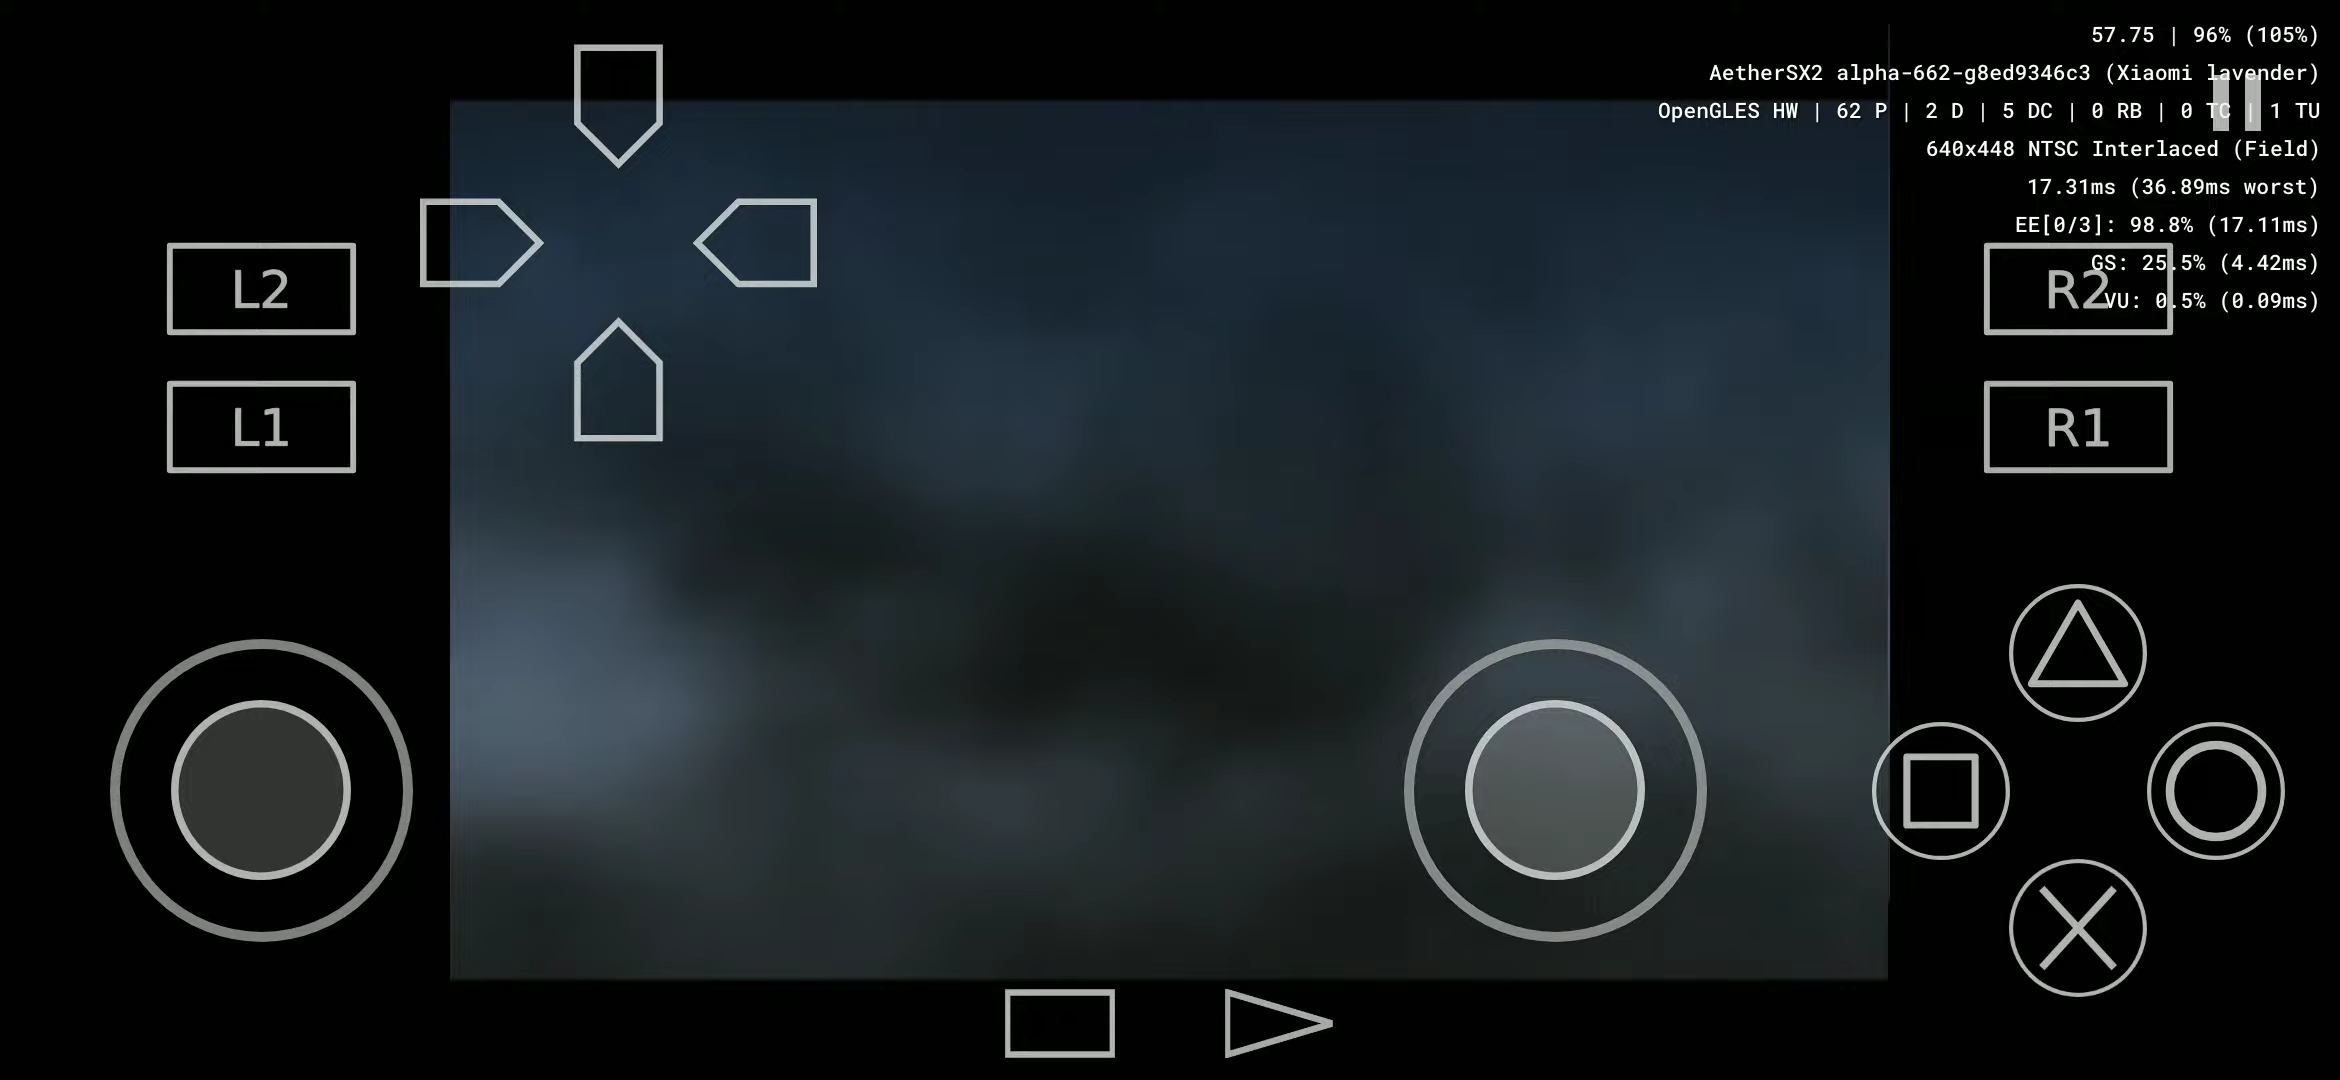 57.75 | 96% (105%)
AetherSX2 alpha-662-g8ed9346c3 (Xiaomi lavender)
OpenGLES HW | 62 P | 2 D | 5 DC | 0 RB | 0 TC | 1 TU
640x448 NTSC Interlaced (Field)
17.31ms (36.89ms worst)
EE[0/3]: 98.8% (17.11ms)
GS: 25.5% (4.42ms)
VU: 0.5% (0.09ms)
L2
R2
L1
R1